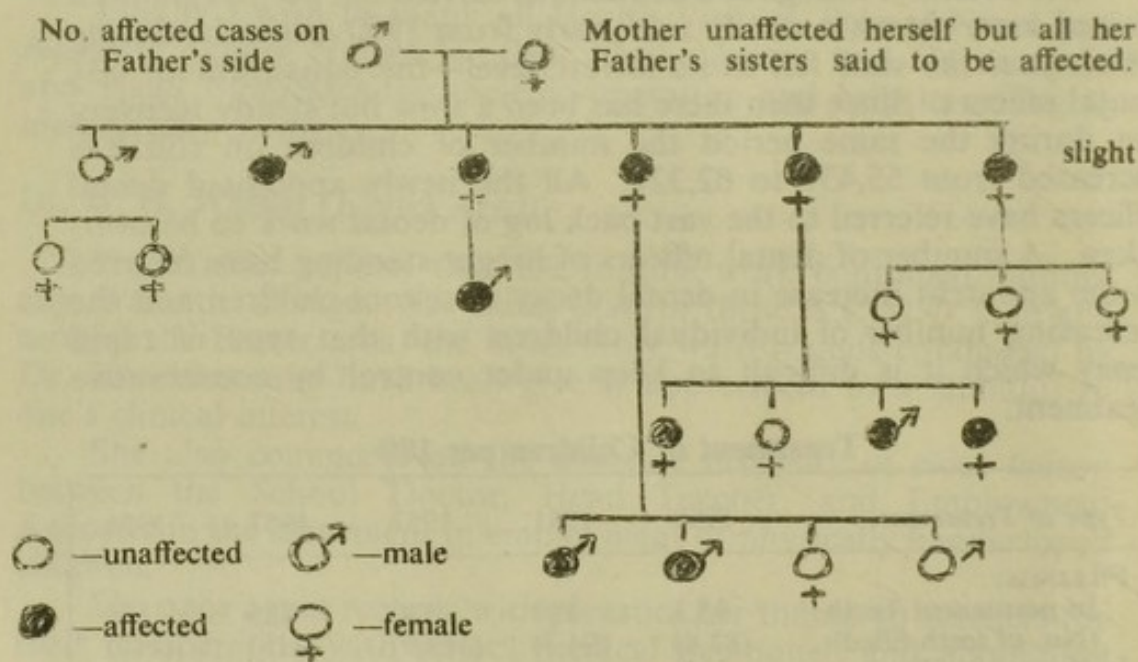 No. affected cases on
Father's side
Mother unaffected herself but all her
Father's sisters said to be affected.
slight
—unaffected
—male
—affected
—female